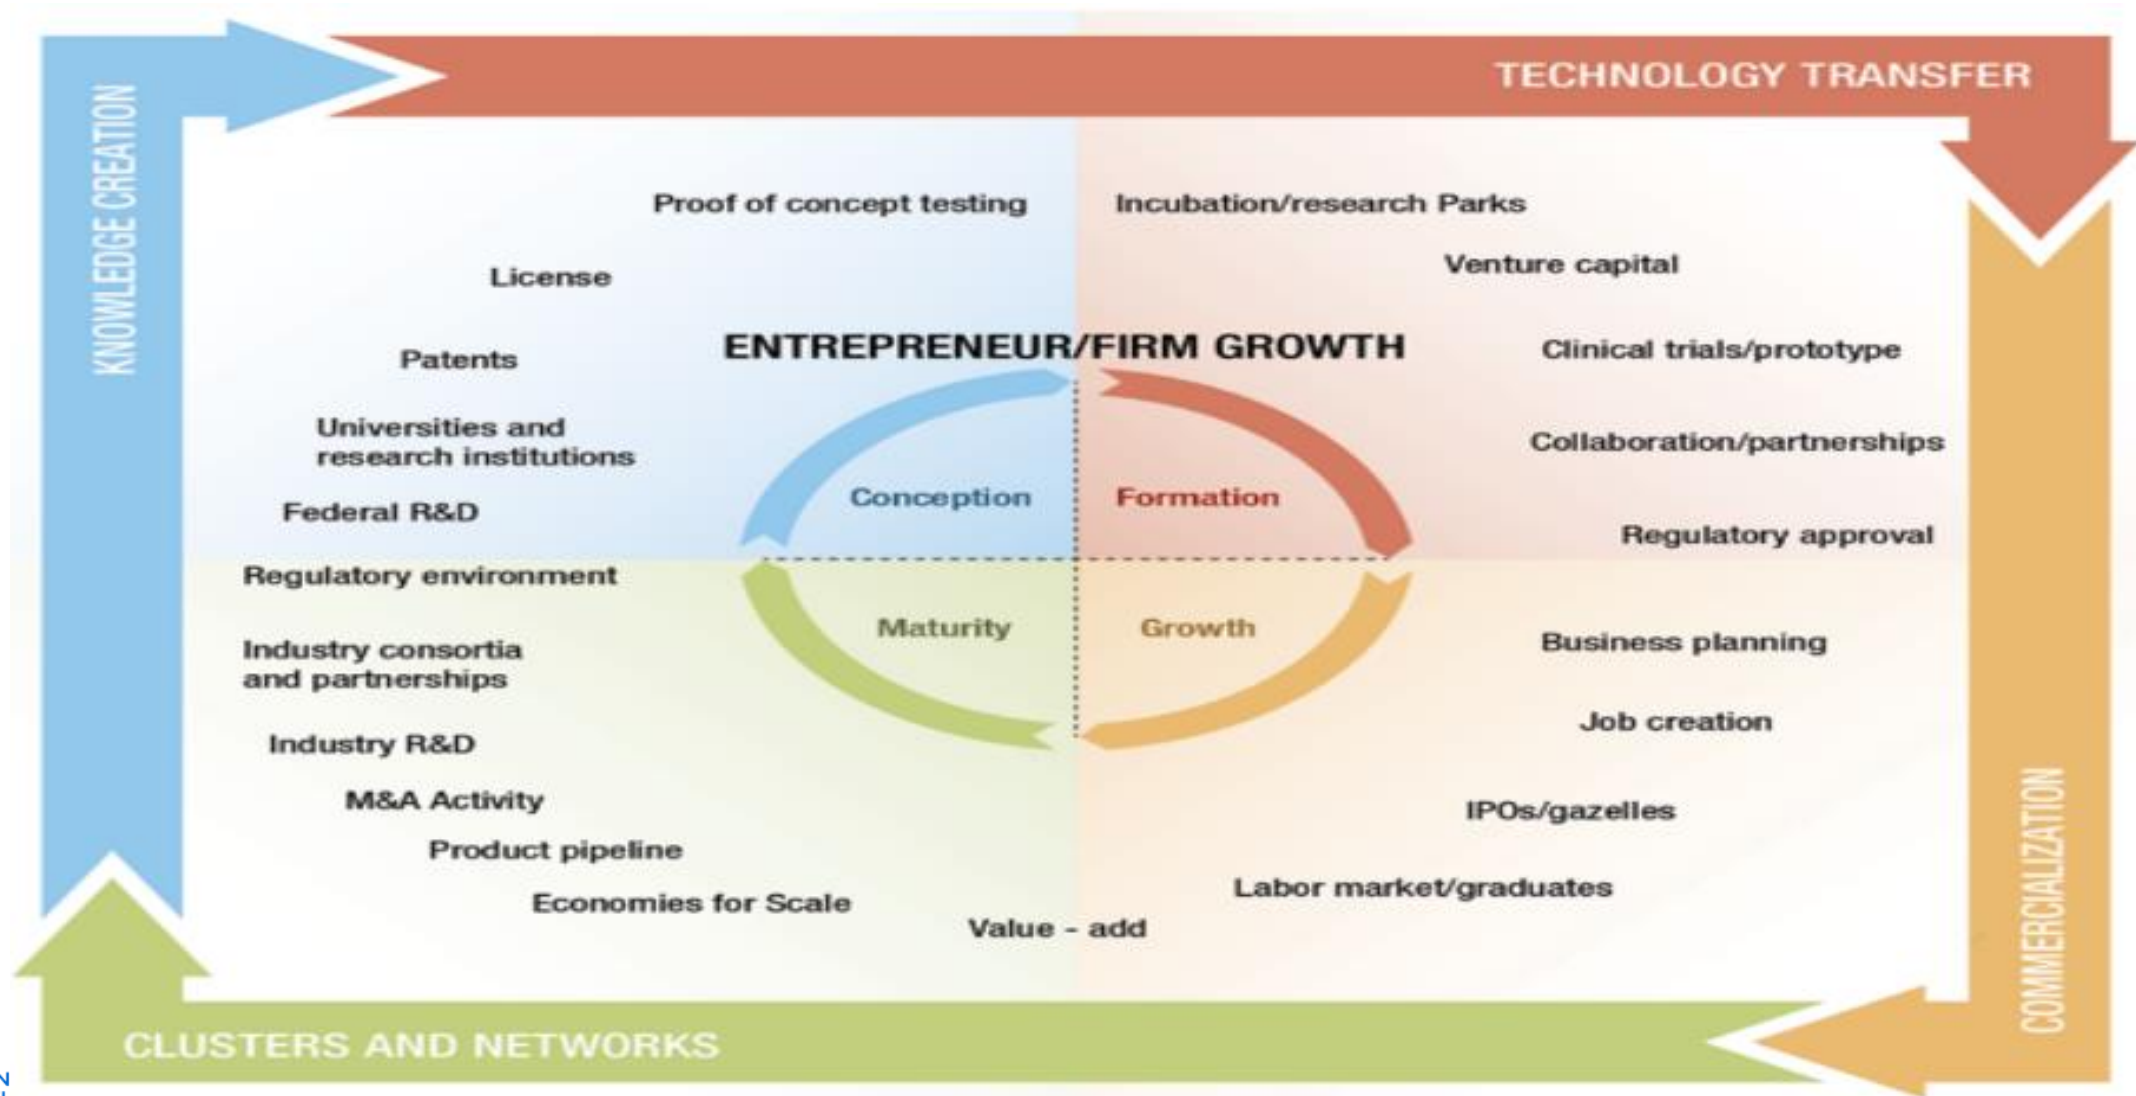 TECHNOLOGY TRANSFER
KNOWLEDGE CREATION
Proof of concept testing
Incubation/research Parks
License
Venture capital
Patents
ENTREPRENEUR/FIRM GROWTH
Clinical trials/prototype
Universities and
research institutions
Collaboration/partnerships
Federal R&D
Conception
Formation
Regulatory approval
Regulatory environment
Maturity
Growth
Business planning
Industry consortia
and partnerships
Industry R&D
Job creation
M&A Activity
IPOs/gazelles
Product pipeline
Labor market/graduates
Economies for Scale
Value - add
COMMERCIALIZATION
CLUSTERS AND NETWORKS